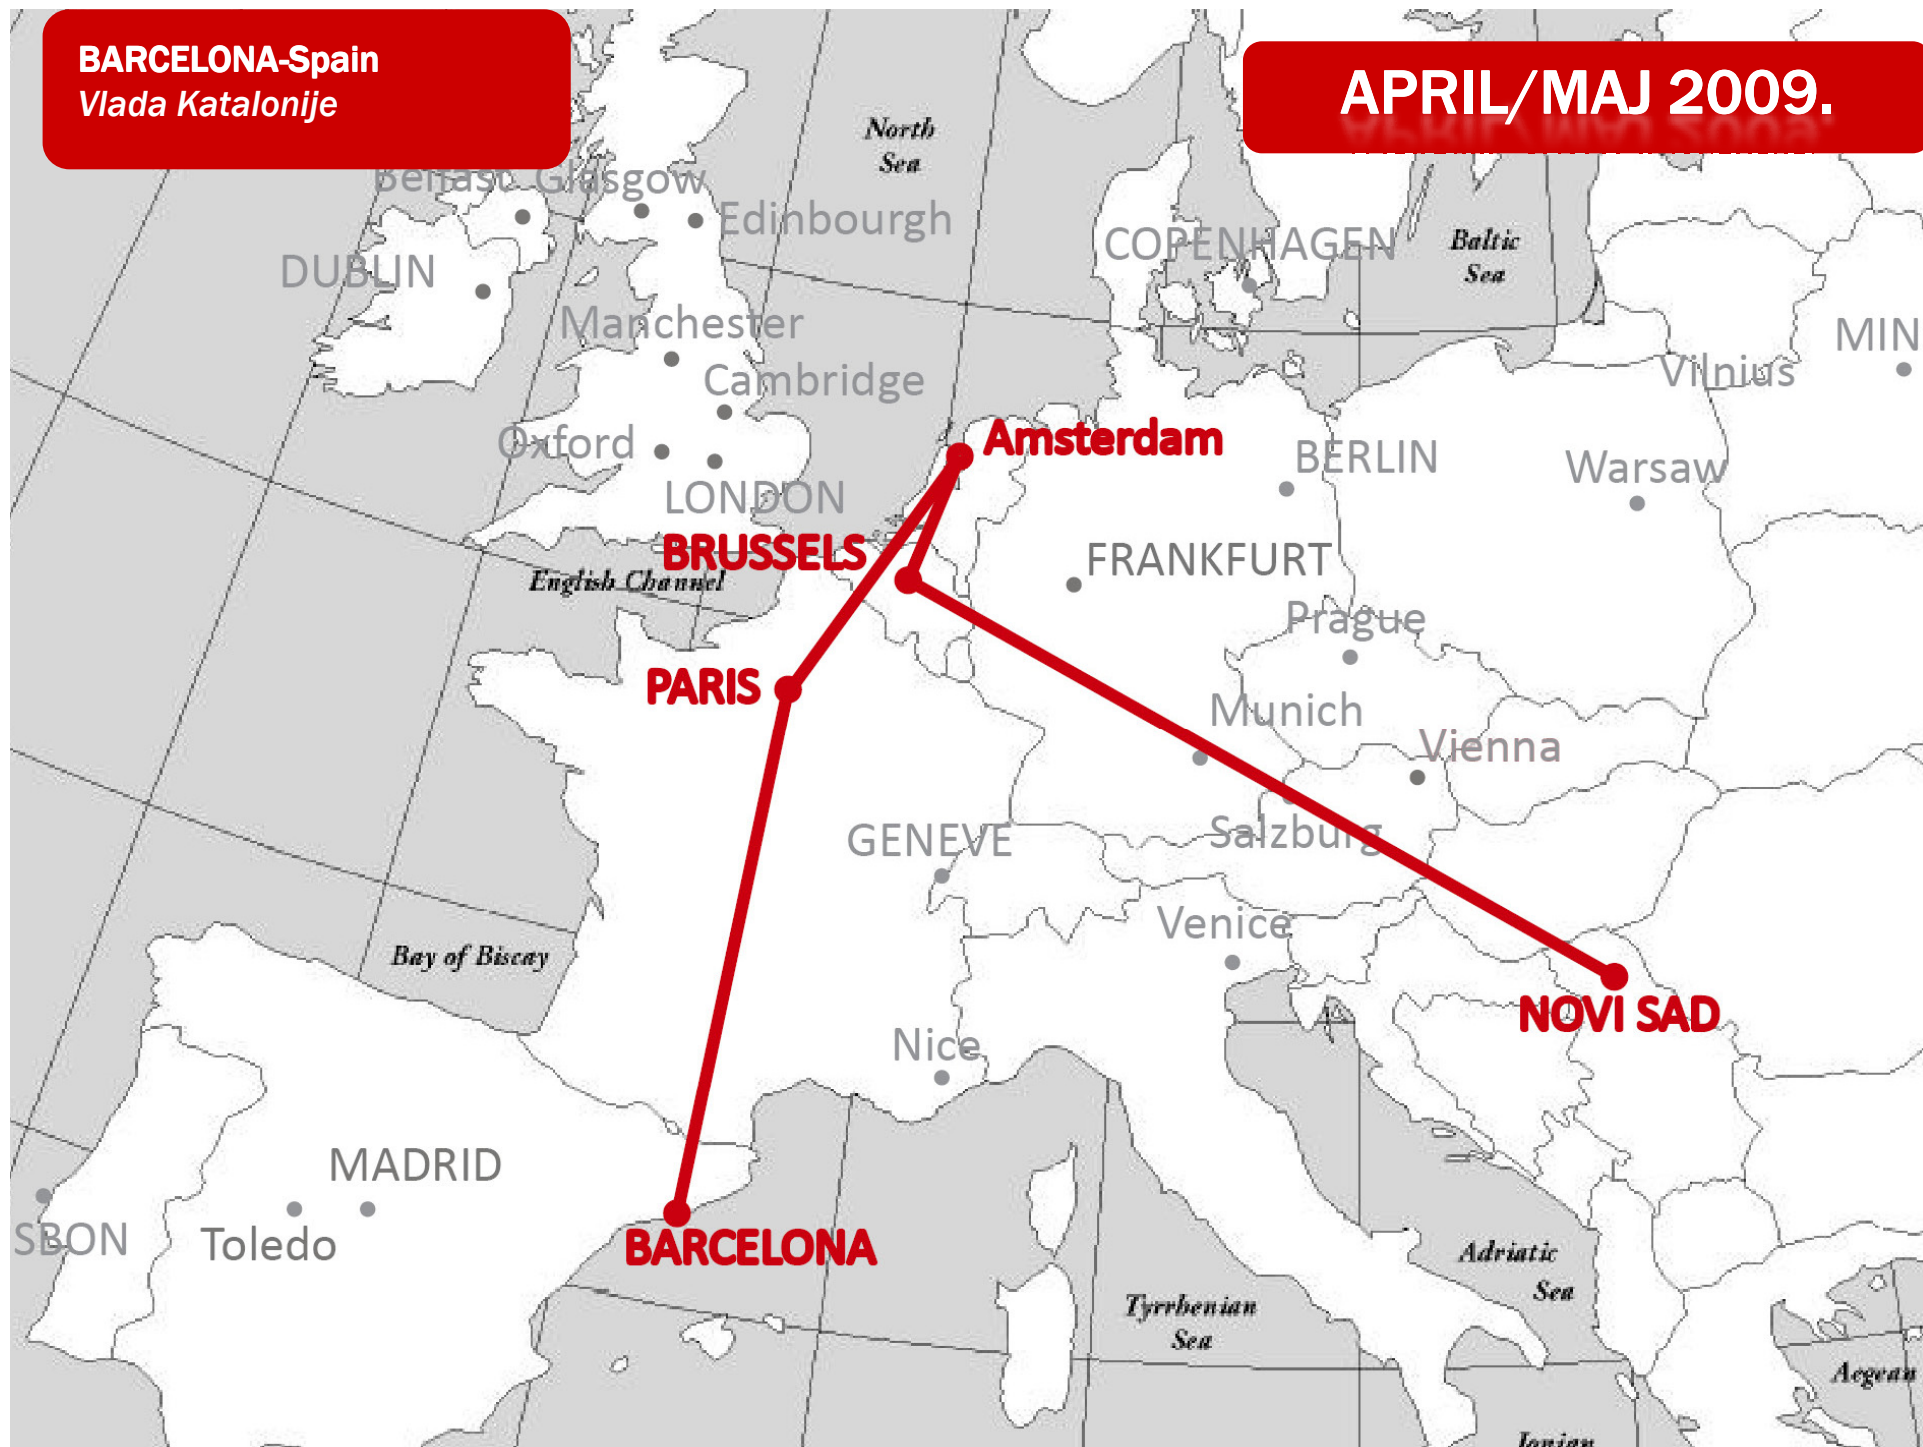 BARCELONA-Spain
Vlada Katalonije
APRIL/MAJ 2009.
North
Sea
Belfast
Glasgow
Edinbourgh
COPENHAGEN
Baltic
Sea
DUBLIN
Manchester
MIN
Vilnius
Cambridge
Oxford
Amsterdam
BERLIN
Warsaw
LONDON
BRUSSELS
English Channel
FRANKFURT
Prague
PARIS
Munich
Vienna
GENEVE
Salzburg
Venice
Bay of Biscay
NOVI SAD
Nice
MADRID
SBON
Toledo
BARCELONA
Adriatic
Sea
Tyrrhenian
Sea
Aegean
Ionian